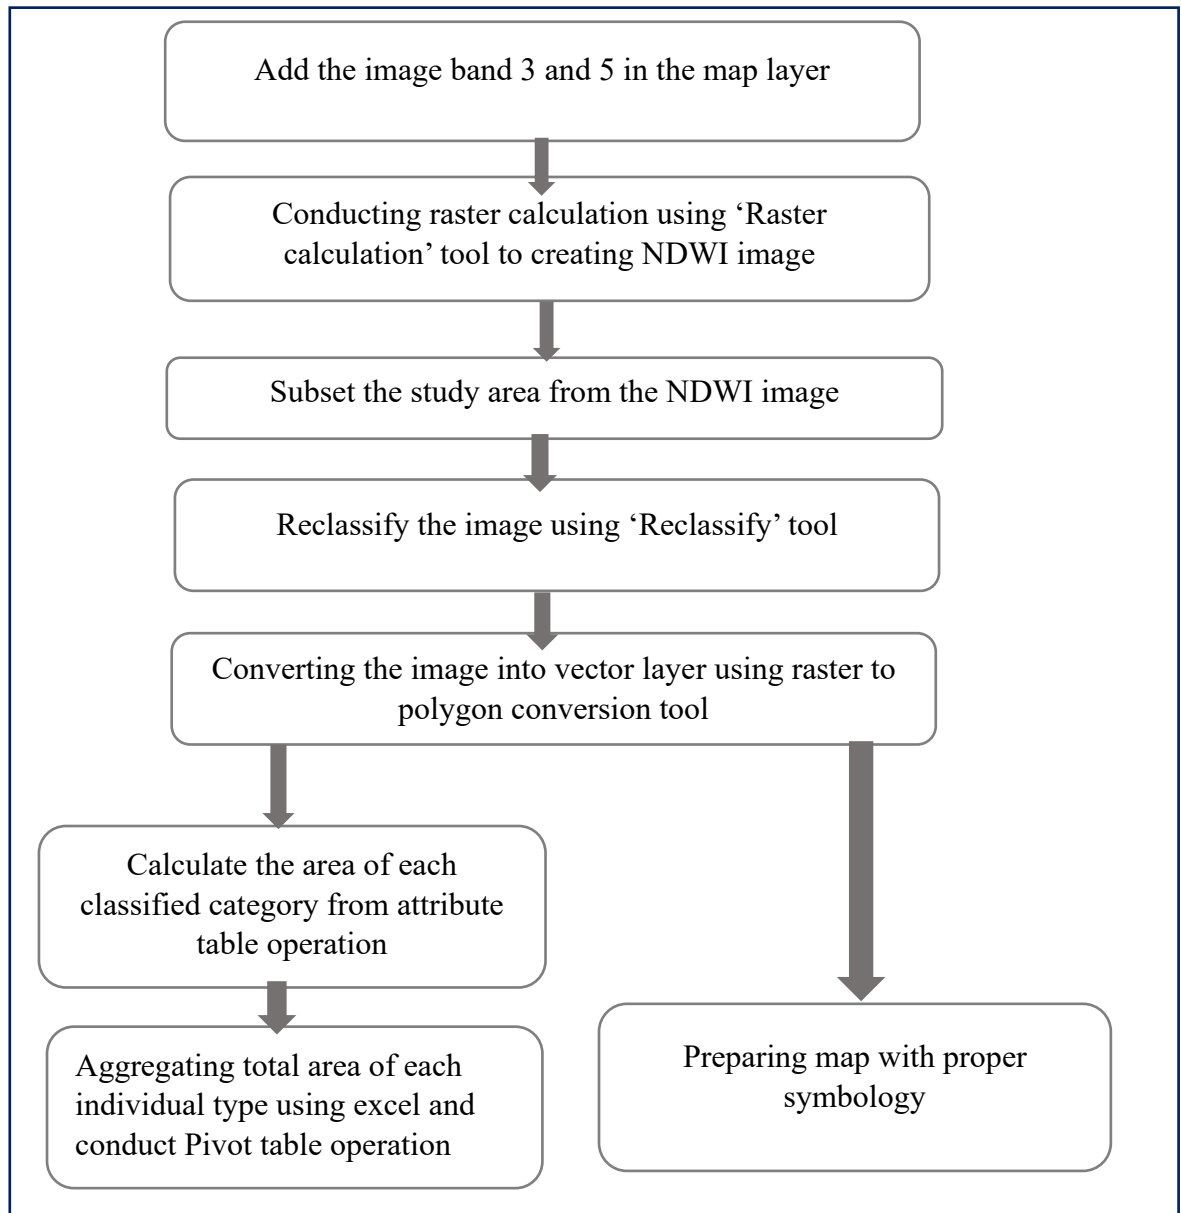 Add the image band 3 and 5 in the map layer
Conducting raster calculation using ‘Raster
calculation’ tool to creating NDWI image
Subset the study area from the NDWI image
Reclassify the image using ‘Reclassify’ tool
Converting the image into vector layer using raster to
polygon conversion tool
Calculate the area of each
classified category from attribute
table operation
Aggregating total area of each
individual type using excel and
conduct Pivot table operation
Preparing map with proper
symbology